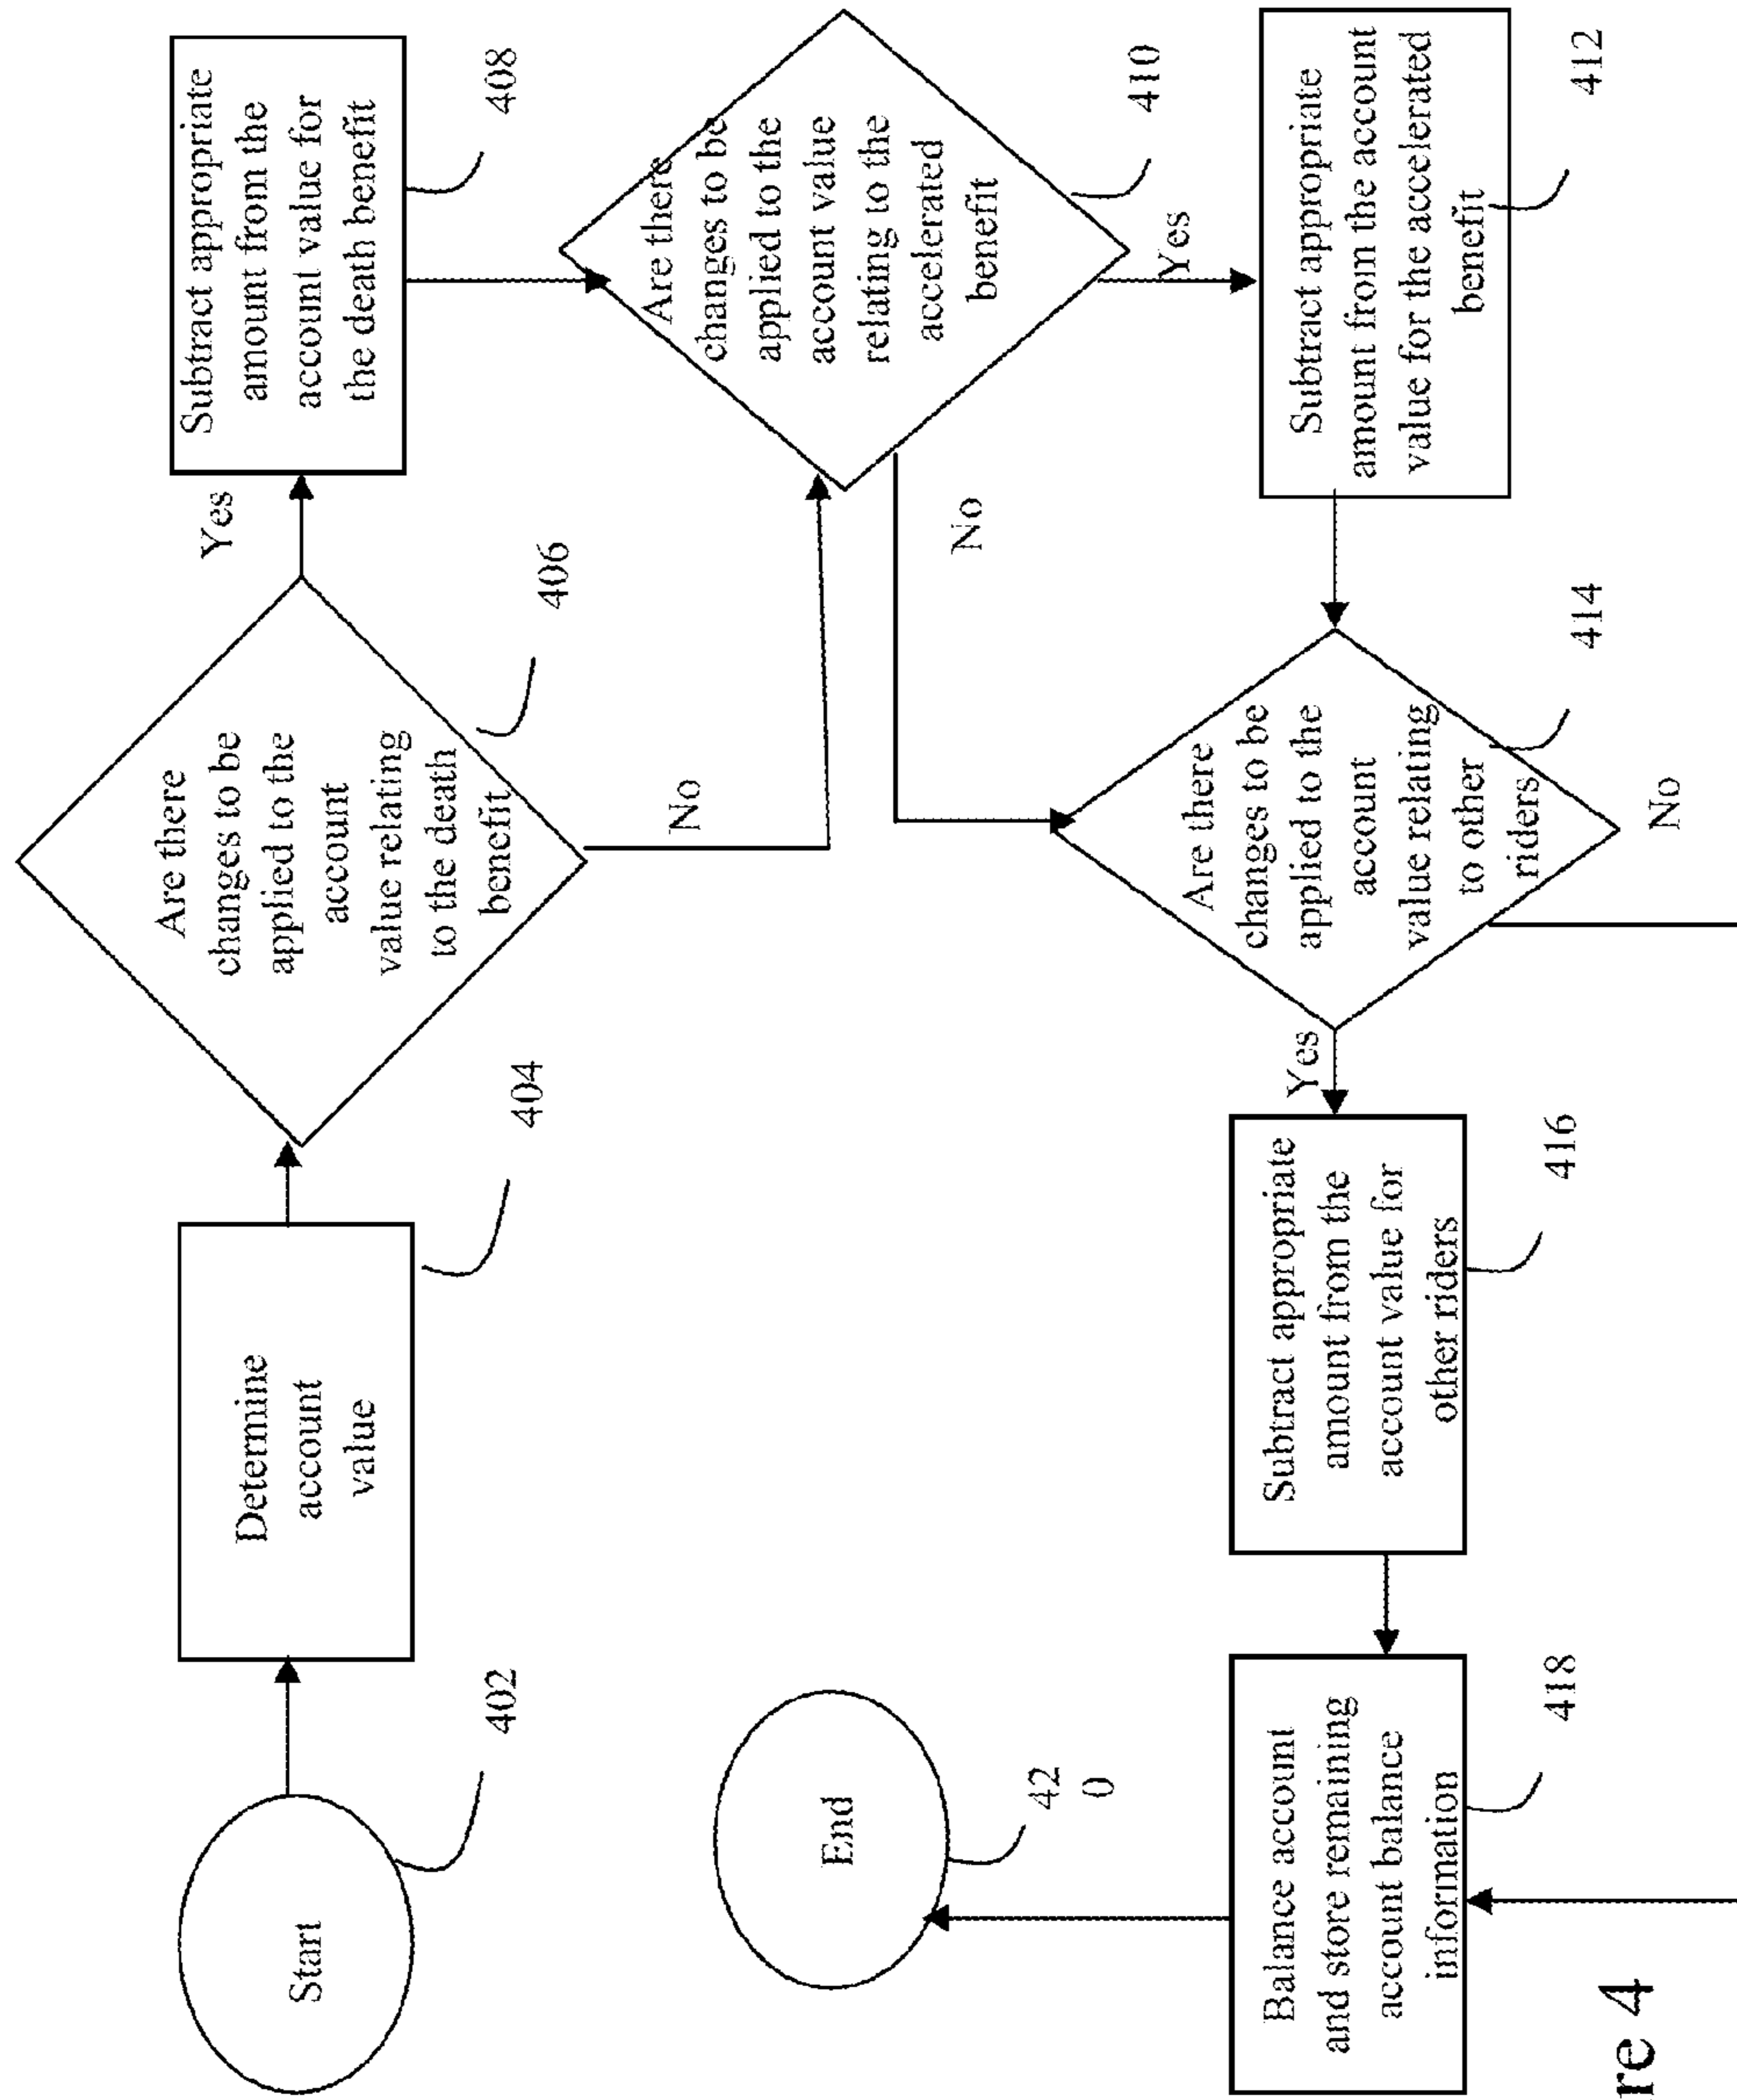 Start
402
Determine
account
value
404
Are there
changes to be
applied to the
account
value relating
to the death
benefit
406
Yes
No
Subtract appropriate
amount from the
account value for
the death benefit
408
Are there
changes to be
applied to the
account value
relating to the
accelerated
benefit
410
Yes
No
Subtract appropriate
amount from the account
value for the accelerated
benefit
412
Are there
changes to be
applied to the
account
value relating
to other
riders
414
Yes
No
Subtract appropriate
amount from the
account value for
other riders
416
Balance account
and store remaining
account balance
information
418
End
42
0
re 4